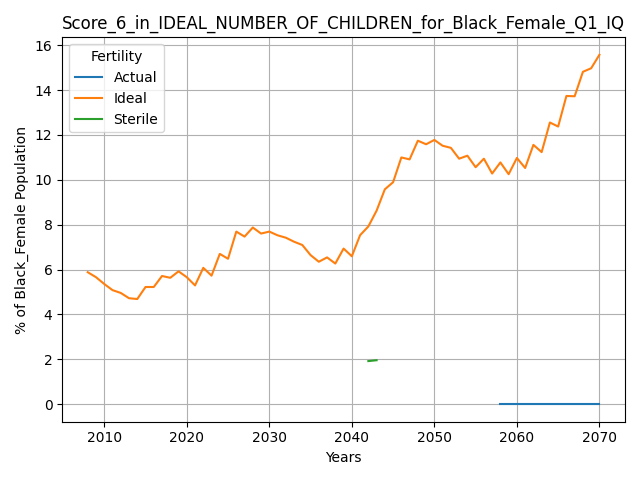 Score_6_in_IDEAL_NUMBER_OF_CHILDREN_for_Black_Female_Q1_IQ
Fertility
Actual
Ideal
Sterile
16
14
12
10
8
6
4
2
0
% of Black_Female Population
2010 2020 2030 2040 2050 2060 2070
Years